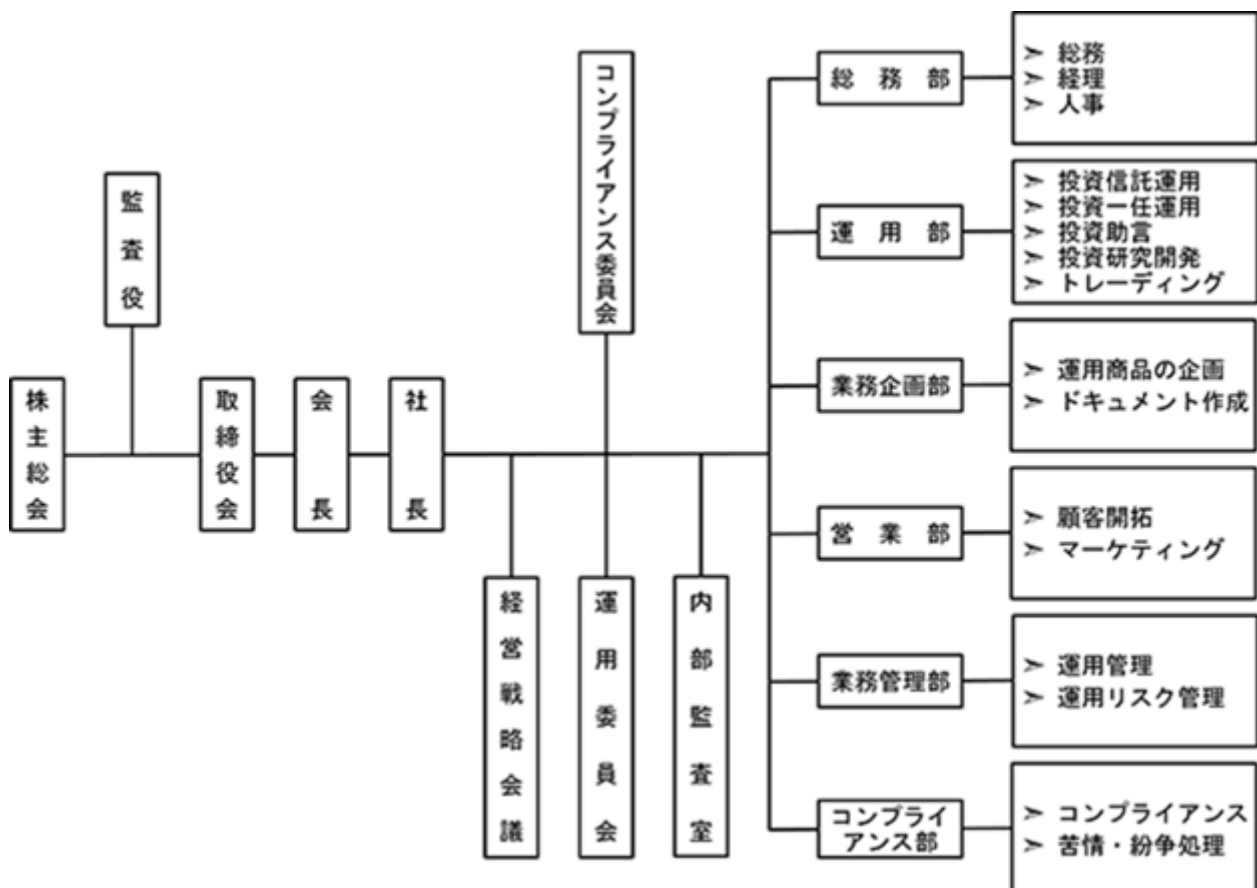 株主総会
監査役
取締役会
会長
社長
コンプライアンス委員会
経営戦略会議
運用委員会
内部監査室
総務部
➢ 総務
➢ 経理
➢ 人事
運用部
➢ 投資信託運用
➢ 投資一任運用
➢ 投資助言
➢ 投資研究開発
➢ トレーディング
業務企画部
➢ 運用商品の企画
➢ ドキュメント作成
営業部
➢ 顧客開拓
➢ マーケティング
業務管理部
➢ 運用管理
➢ 運用リスク管理
コンプライ
アンス部
➢ コンプライアンス
➢ 苦情・紛争処理